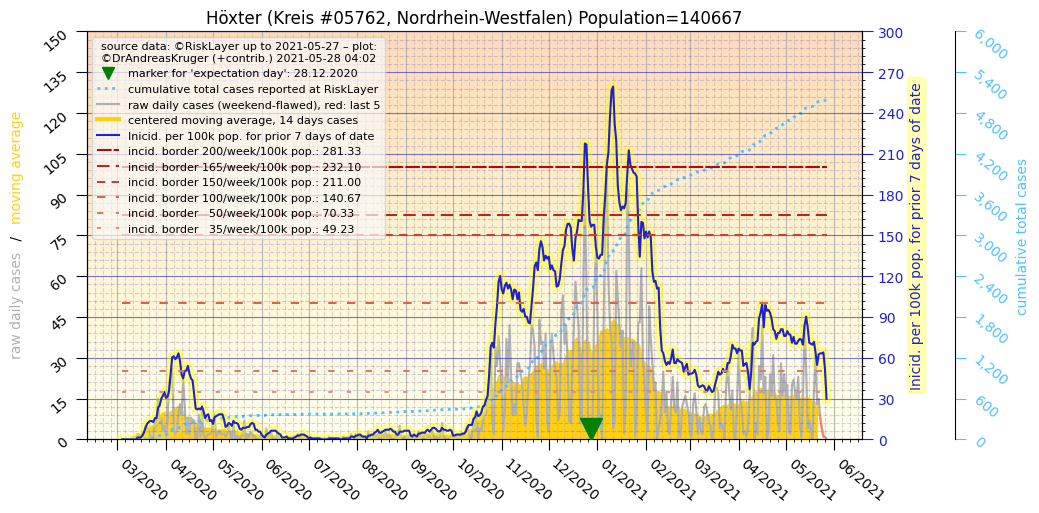 Höxter (Kreis #05762, Nordrhein-Westfalen) Population=140667
source data: ©RiskLayer up to 2021-05-27 – plot:
©DrAndreasKruger (+contrib.) 2021-05-28 04:02
marker for 'expectation day': 28.12.2020
cumulative total cases reported at RiskLayer
raw daily cases (weekend-flawed), red: last 5
centered moving average, 14 days cases
Inicid. per 100k pop. for prior 7 days of date
incid. border 200/week/100k pop.: 281.33
incid. border 165/week/100k pop.: 232.10
incid. border 150/week/100k pop.: 211.00
incid. border 100/week/100k pop.: 140.67
incid. border 50/week/100k pop.: 70.33
incid. border 35/week/100k pop.: 49.23
raw daily cases / moving average
150
135
120
105
90
75
60
45
30
15
0
03/2020
04/2020
05/2020
06/2020
07/2020
08/2020
09/2020
10/2020
11/2020
12/2020
01/2021
02/2021
03/2021
04/2021
05/2021
06/2021
300
270
240
210
180
150
120
90
60
30
0
Inicid. per 100k pop. for prior 7 days of date
6,000
5,400
4,800
4,200
3,600
3,000
2,400
1,800
1,200
600
0
cumulative total cases